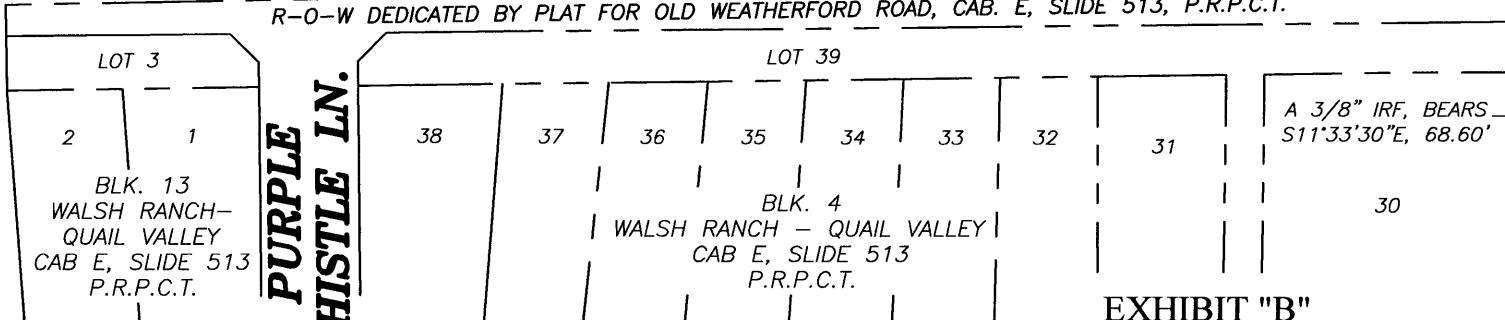 R-O-W DEDICATED BY PLAT FOR OLD WEATHERFORD ROAD, CAB. E, SLIDE 513, P.R.P.C.T.
LOT 3
LOT 39
2
1
38
37
36
35
34
33
32
31
A 3/8" IRF, BEARS
S11°33'30"E, 68.60'
30
PURPLE
HISTLE LN.
BLK. 13
WALSH RANCH-
QUAIL VALLEY
CAB E, SLIDE 513
P.R.P.C.T.
BLK. 4
WALSH RANCH - QUAIL VALLEY
CAB E, SLIDE 513
P.R.P.C.T.
EXHIBIT "B"